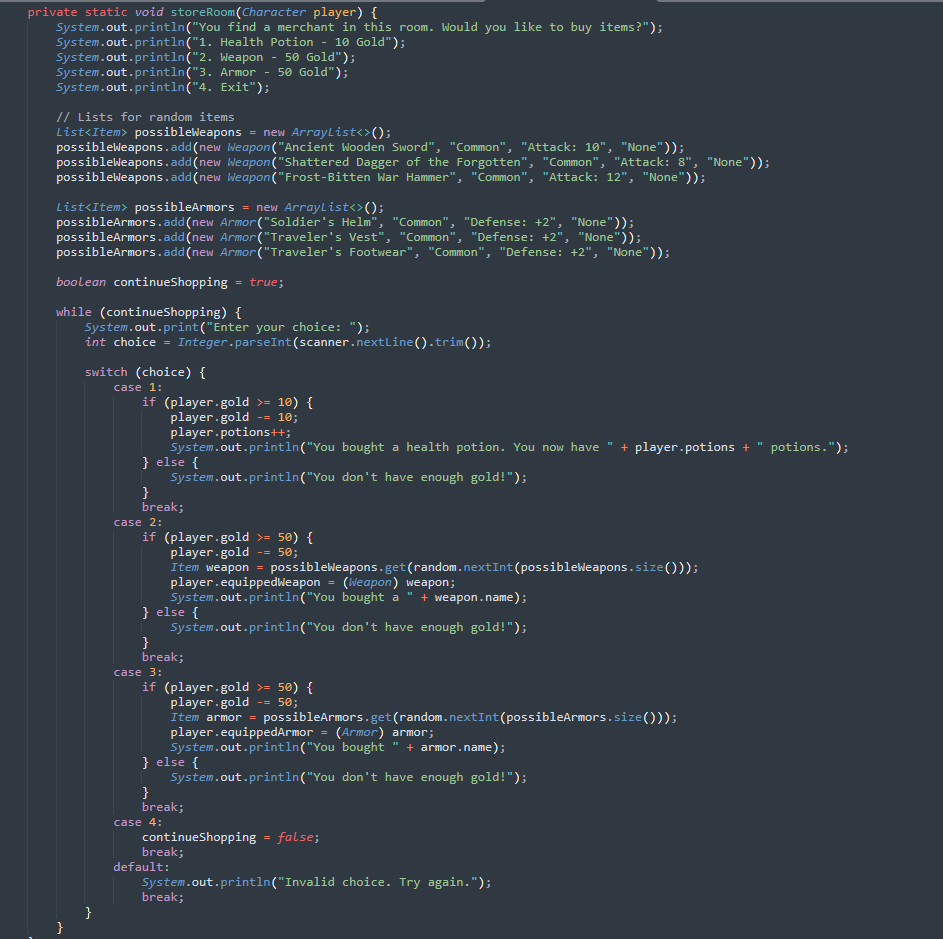 private static void storeRoom(Character player) {
    System.out.println("You find a merchant in this room. Would you like to buy items?");
    System.out.println("1. Health Potion - 10 Gold");
    System.out.println("2. Weapon - 50 Gold");
    System.out.println("3. Armor - 50 Gold");
    System.out.println("4. Exit");

    // Lists for random items
    List<Item> possibleWeapons = new ArrayList<>();
    possibleWeapons.add(new Weapon("Ancient Wooden Sword", "Common", "Attack: 10", "None"));
    possibleWeapons.add(new Weapon("Shattered Dagger of the Forgotten", "Common", "Attack: 8", "None"));
    possibleWeapons.add(new Weapon("Frost-Bitten War Hammer", "Common", "Attack: 12", "None"));

    List<Item> possibleArmors = new ArrayList<>();
    possibleArmors.add(new Armor("Soldier's Helm", "Common", "Defense: +2", "None"));
    possibleArmors.add(new Armor("Traveler's Vest", "Common", "Defense: +2", "None"));
    possibleArmors.add(new Armor("Traveler's Footwear", "Common", "Defense: +2", "None"));

    boolean continueShopping = true;

    while (continueShopping) {
        System.out.print("Enter your choice: ");
        int choice = Integer.parseInt(scanner.nextLine().trim());

        switch (choice) {
            case 1:
                if (player.gold >= 10) {
                    player.gold -= 10;
                    player.potions++;
                    System.out.println("You bought a health potion. You now have " + player.potions + " potions.");
                } else {
                    System.out.println("You don't have enough gold!");
                }
                break;
            case 2:
                if (player.gold >= 50) {
                    player.gold -= 50;
                    Item weapon = possibleWeapons.get(random.nextInt(possibleWeapons.size()));
                    player.equippedWeapon = (Weapon) weapon;
                    System.out.println("You bought a " + weapon.name);
                } else {
                    System.out.println("You don't have enough gold!");
                }
                break;
            case 3:
                if (player.gold >= 50) {
                    player.gold -= 50;
                    Item armor = possibleArmors.get(random.nextInt(possibleArmors.size()));
                    player.equippedArmor = (Armor) armor;
                    System.out.println("You bought " + armor.name);
                } else {
                    System.out.println("You don't have enough gold!");
                }
                break;
            case 4:
                continueShopping = false;
                break;
            default:
                System.out.println("Invalid choice. Try again.");
                break;
        }
    }